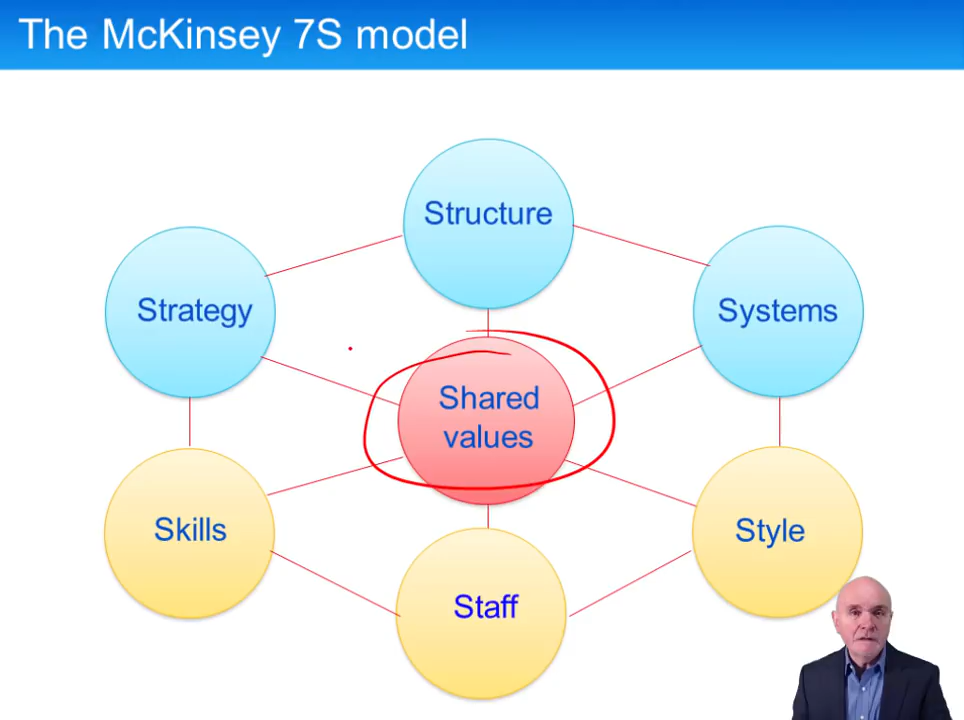 The McKinsey 7S model
Structure
Strategy
Systems
Shared
values
Skills
Style
Staff